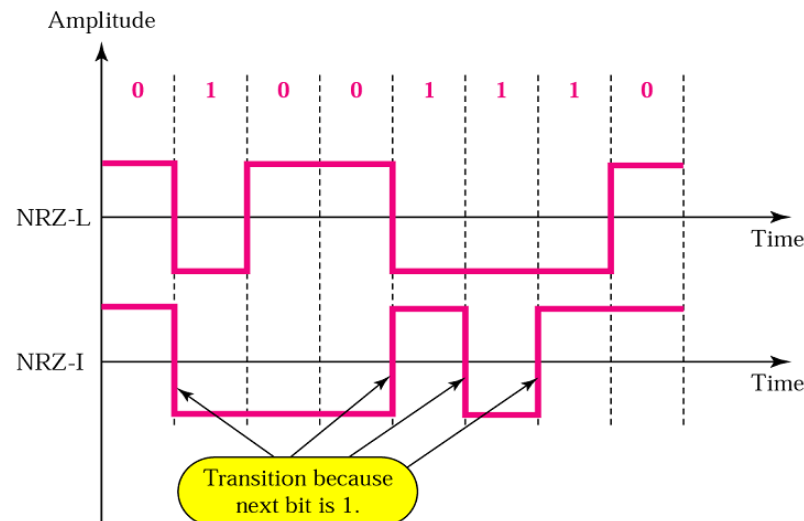 Amplitude
0 1 0 0 1 1 1 0
NRZ-L
Time
NRZ-I
Time
Transition because
next bit is 1.